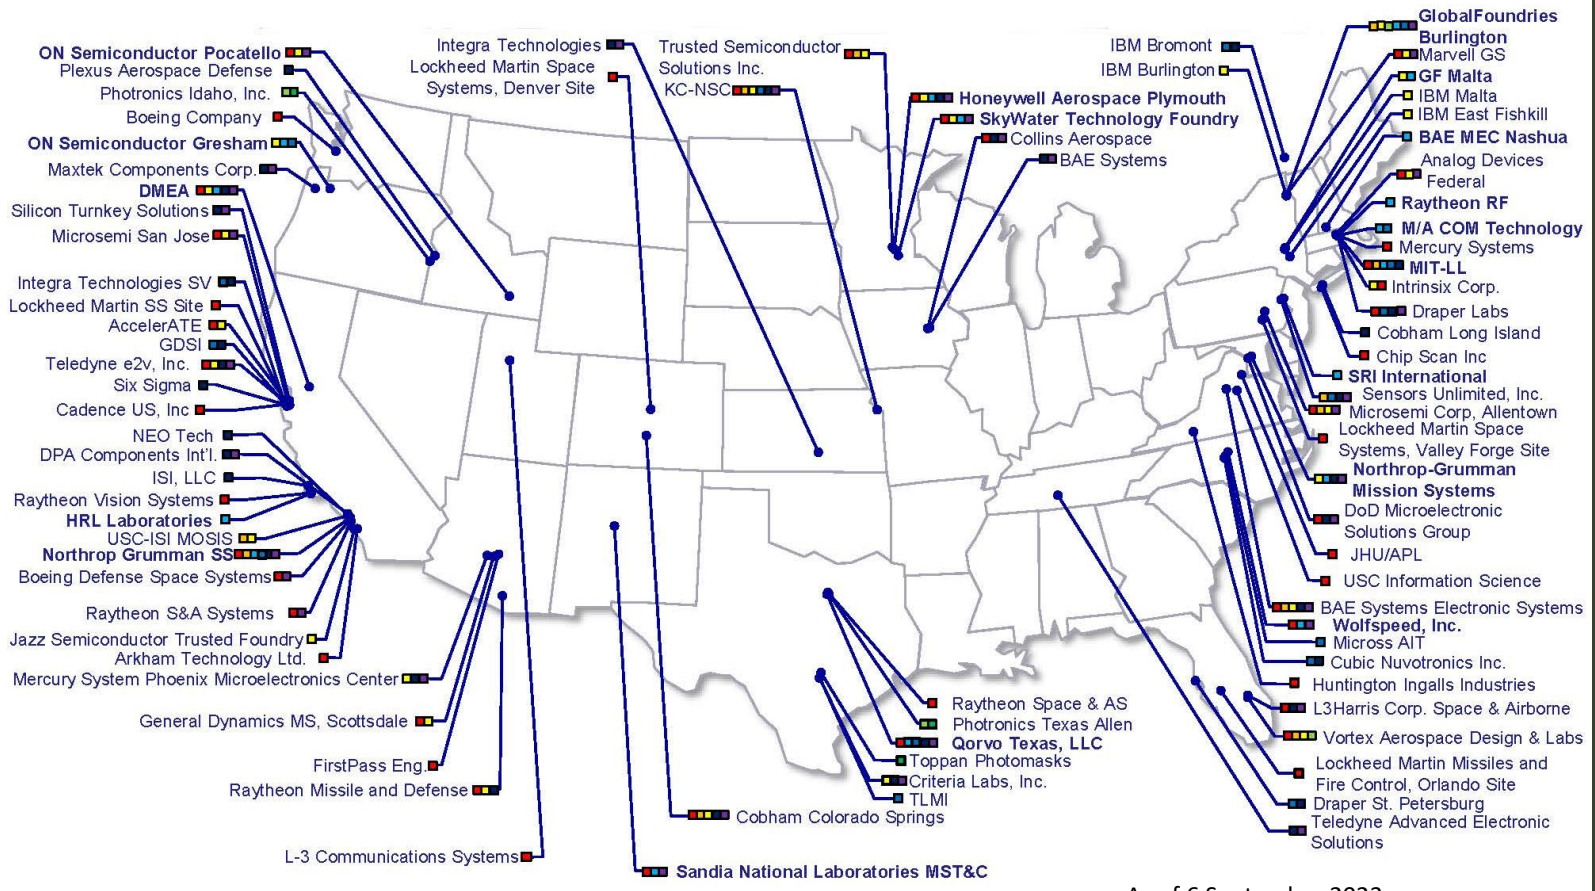 ON Semiconductor Pocatello
Plexus Aerospace Defense
Photronics Idaho, Inc.
Boeing Company
ON Semiconductor Gresham
Maxtek Components Corp.
DMEA
Silicon Turnkey Solutions
Microsemi San Jose
Integra Technologies SV
Lockheed Martin SS Site
AccelerATE
GDSI
Teledyne e2v, Inc.
Six Sigma
Cadence US, Inc
NEO Tech
DPA Components Int'l.
ISI, LLC
Raytheon Vision Systems
HRL Laboratories
USC-ISI MOSIS
Northrop Grumman SS
Boeing Defense Space Systems
Raytheon S&A Systems
Jazz Semiconductor Trusted Foundry
Arkham Technology Ltd.
Mercury System Phoenix Microelectronics Center
General Dynamics MS, Scottsdale
FirstPass Eng.
Raytheon Missile and Defense
L-3 Communications Systems
Integra Technologies
Lockheed Martin Space
Systems, Denver Site
Trusted Semiconductor
Solutions Inc.
KC-NSC
Honeywell Aerospace Plymouth
SkyWater Technology Foundry
Collins Aerospace
BAE Systems
IBM Bromont
IBM Burlington
GlobalFoundries
Burlington
Marvell GS
GF Malta
IBM Malta
IBM East Fishkill
BAE MEC Nashua
Analog Devices
Federal
Raytheon RF
M/A COM Technology
Mercury Systems
MIT-LL
Intrinsix Corp.
Draper Labs
Cobham Long Island
Chip Scan Inc
SRI International
Sensors Unlimited, Inc.
Microsemi Corp, Allentown
Lockheed Martin Space
Systems, Valley Forge Site
Northrop-Grumman
Mission Systems
DoD Microelectronic
Solutions Group
JHU/APL
USC Information Science
BAE Systems Electronic Systems
Wolfspeed, Inc.
Micross AIT
Cubic Nuvotronics Inc.
Huntington Ingalls Industries
L3Harris Corp. Space & Airborne
Vortex Aerospace Design & Labs
Lockheed Martin Missiles and
Fire Control, Orlando Site
Draper St. Petersburg
Teledyne Advanced Electronic
Solutions
Raytheon Space & AS
Photronics Texas Allen
Qorvo Texas, LLC
Toppan Photomasks
Criteria Labs, Inc.
TLMI
Cobham Colorado Springs
Sandia National Laboratories MST&C